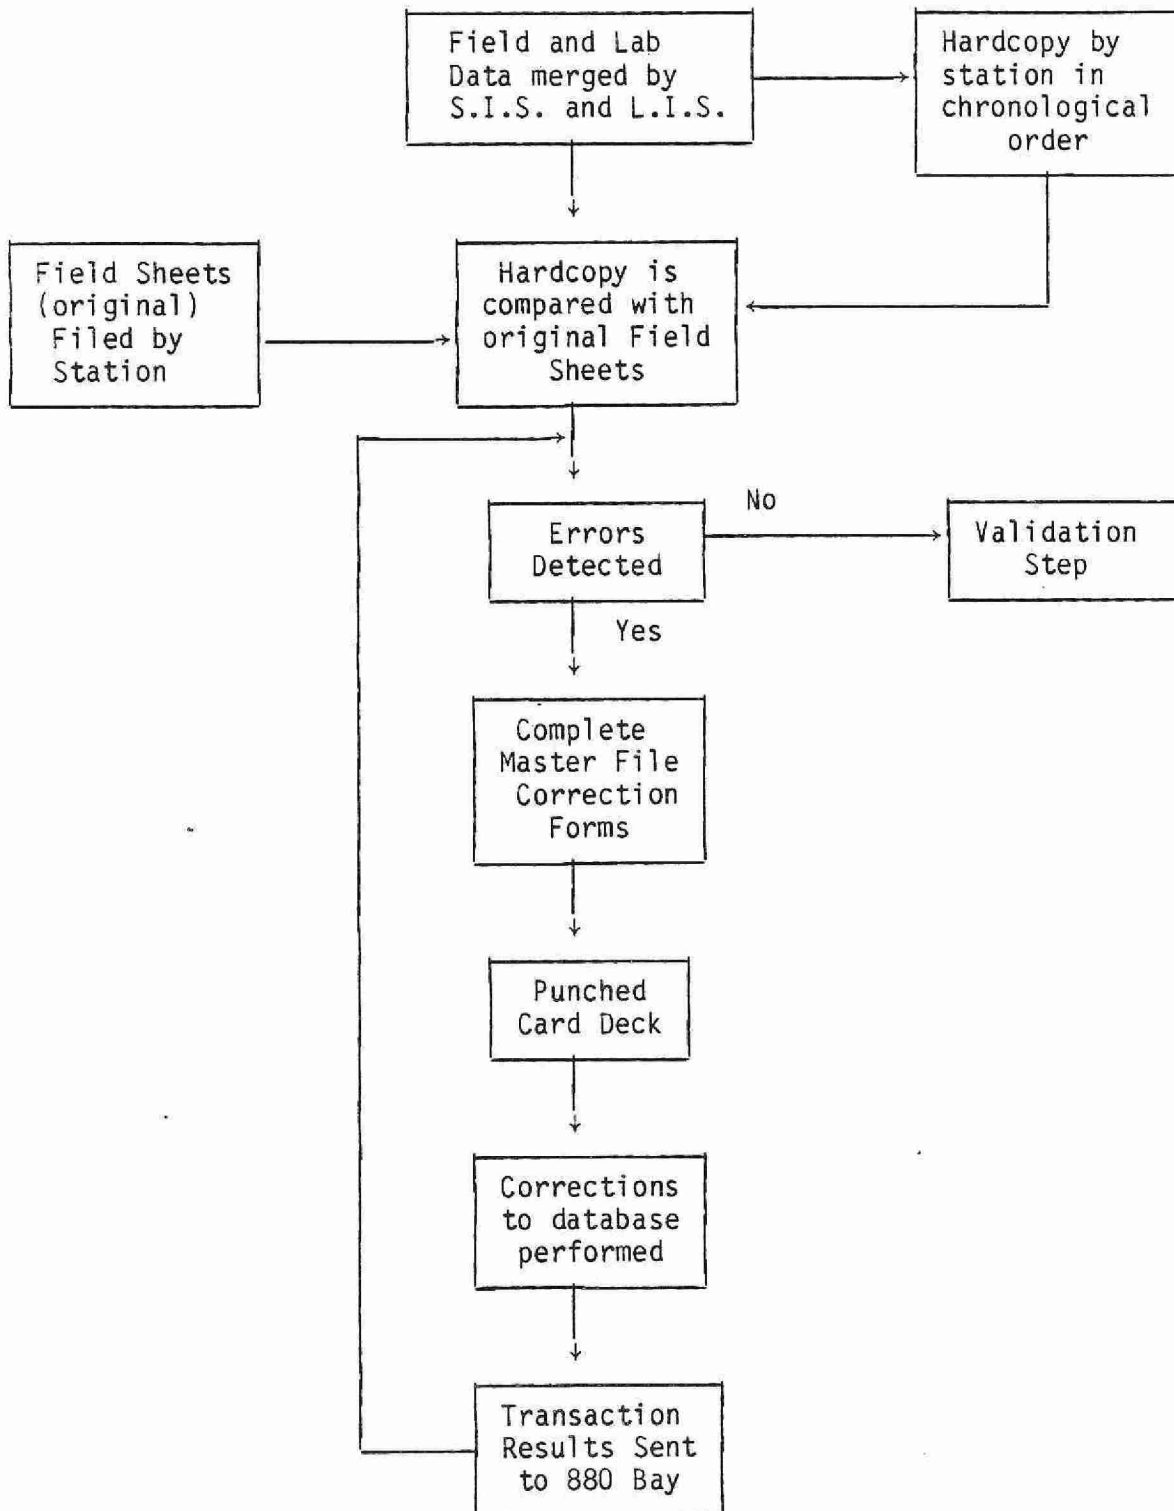 Field and Lab
Data merged by
S.I.S. and L.I.S.
Hardcopy by
station in
chronological
order
Field Sheets
(original)
Filed by
Station
Hardcopy is
compared with
original Field
Sheets
Errors
Detected
No
Validation
Step
Yes
Complete
Master File
Correction
Forms
Punched
Card Deck
Corrections
to database
performed
Transaction
Results Sent
to 880 Bay